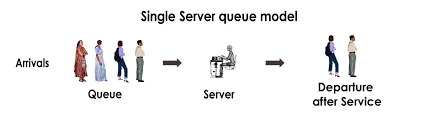 Single Server queue model
Arrivals
Queue
Server
Departure
after Service